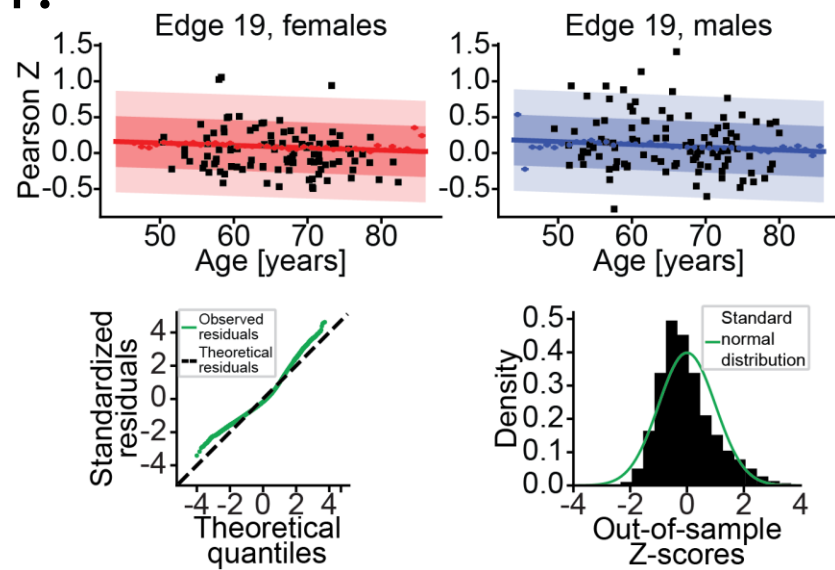 Edge 19, females
1.5
1.0
0.5
0.0
-0.5
Pearson Z
50 60 70 80
Age [years]
Edge 19, males
1.5
1.0
0.5
0.0
-0.5
50 60 70 80
Age [years]
Observed
residuals
Theoretical
residuals
4
2
0
-2
-4
Standardized
residuals
-4 -2 0 2 4
Theoretical
quantiles
Standard
normal
distribution
0.5
0.4
0.3
0.2
0.1
0.0
Density
-4 -2 0 2 4
Out-of-sample
Z-scores